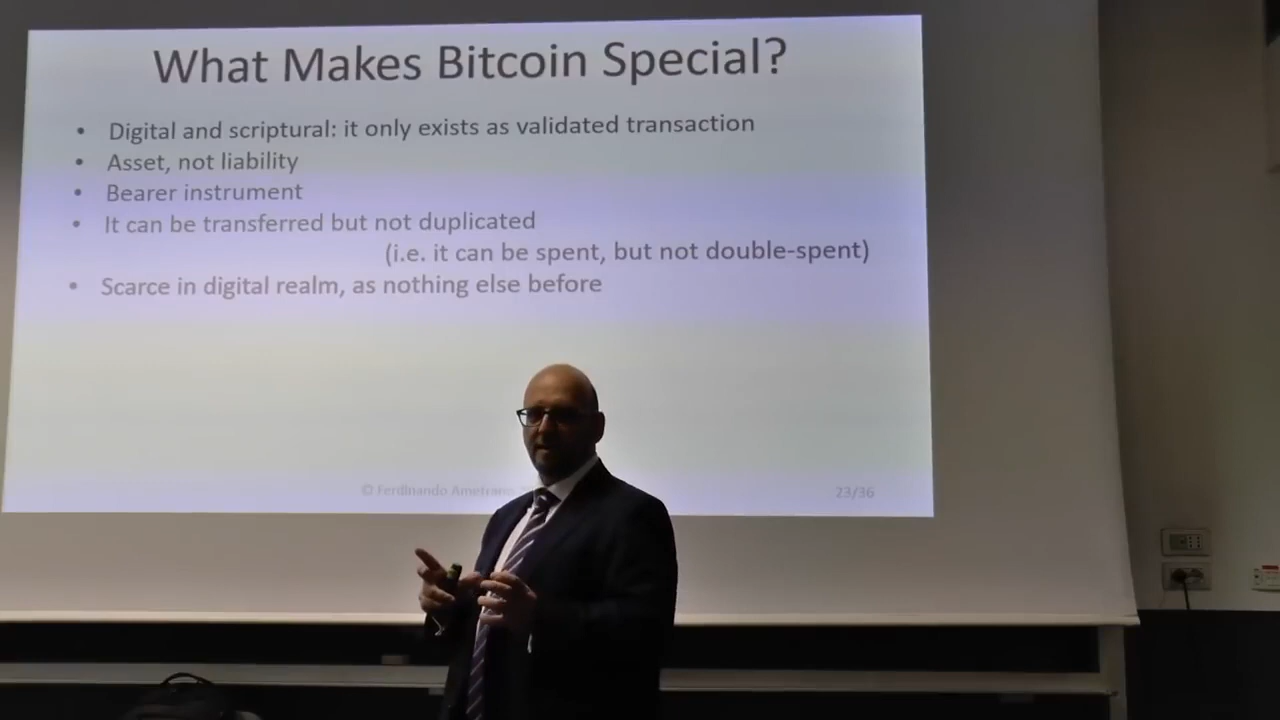 What Makes Bitcoin Special?
• Digital and scriptural: it only exists as validated transaction
• Asset, not liability
• Bearer instrument
• It can be transferred but not duplicated
(i.e. it can be spent, but not double-spent)
• Scarce in digital realm, as nothing else before
© Ferdinando Ametrano
23/36